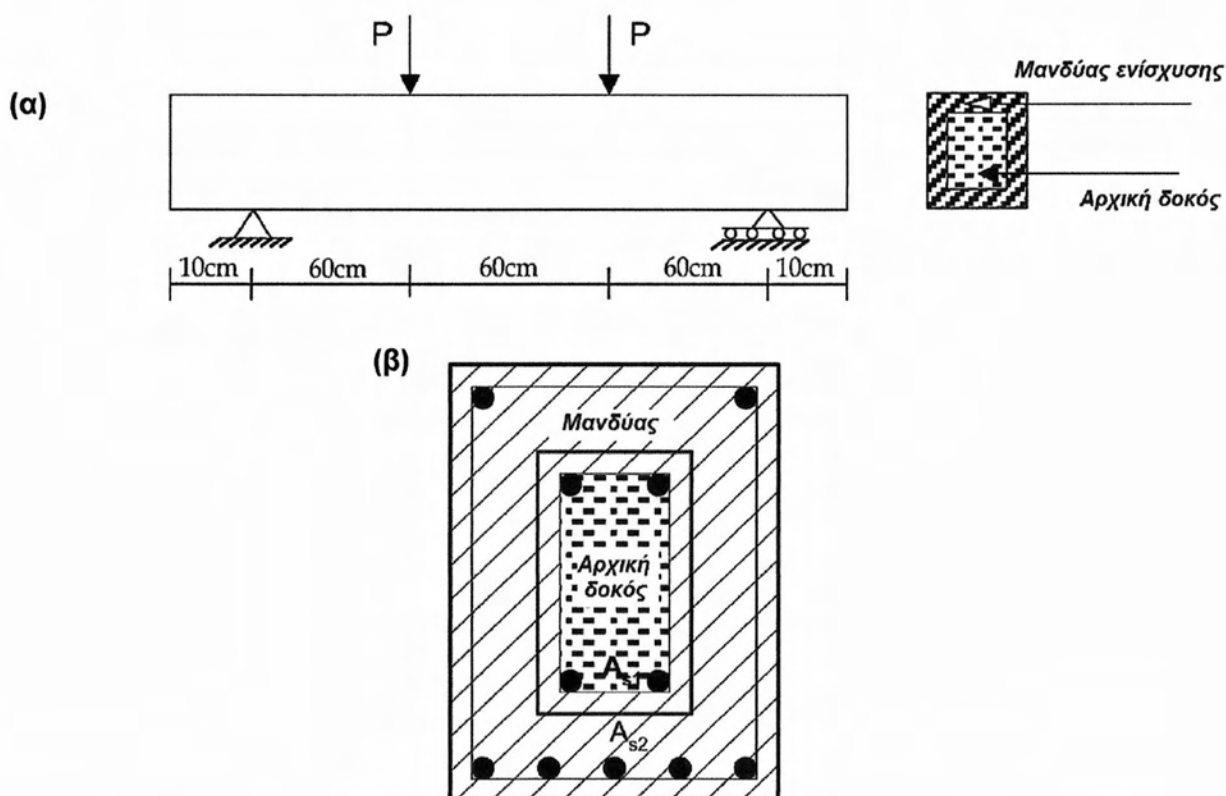 P P
Μανδύας ενίσχυσης
(α)
Αρχική δοκός
10cm 60cm 60cm 60cm 10cm
(β)
Μανδύας
Αρχική
δοκός
As1
As2